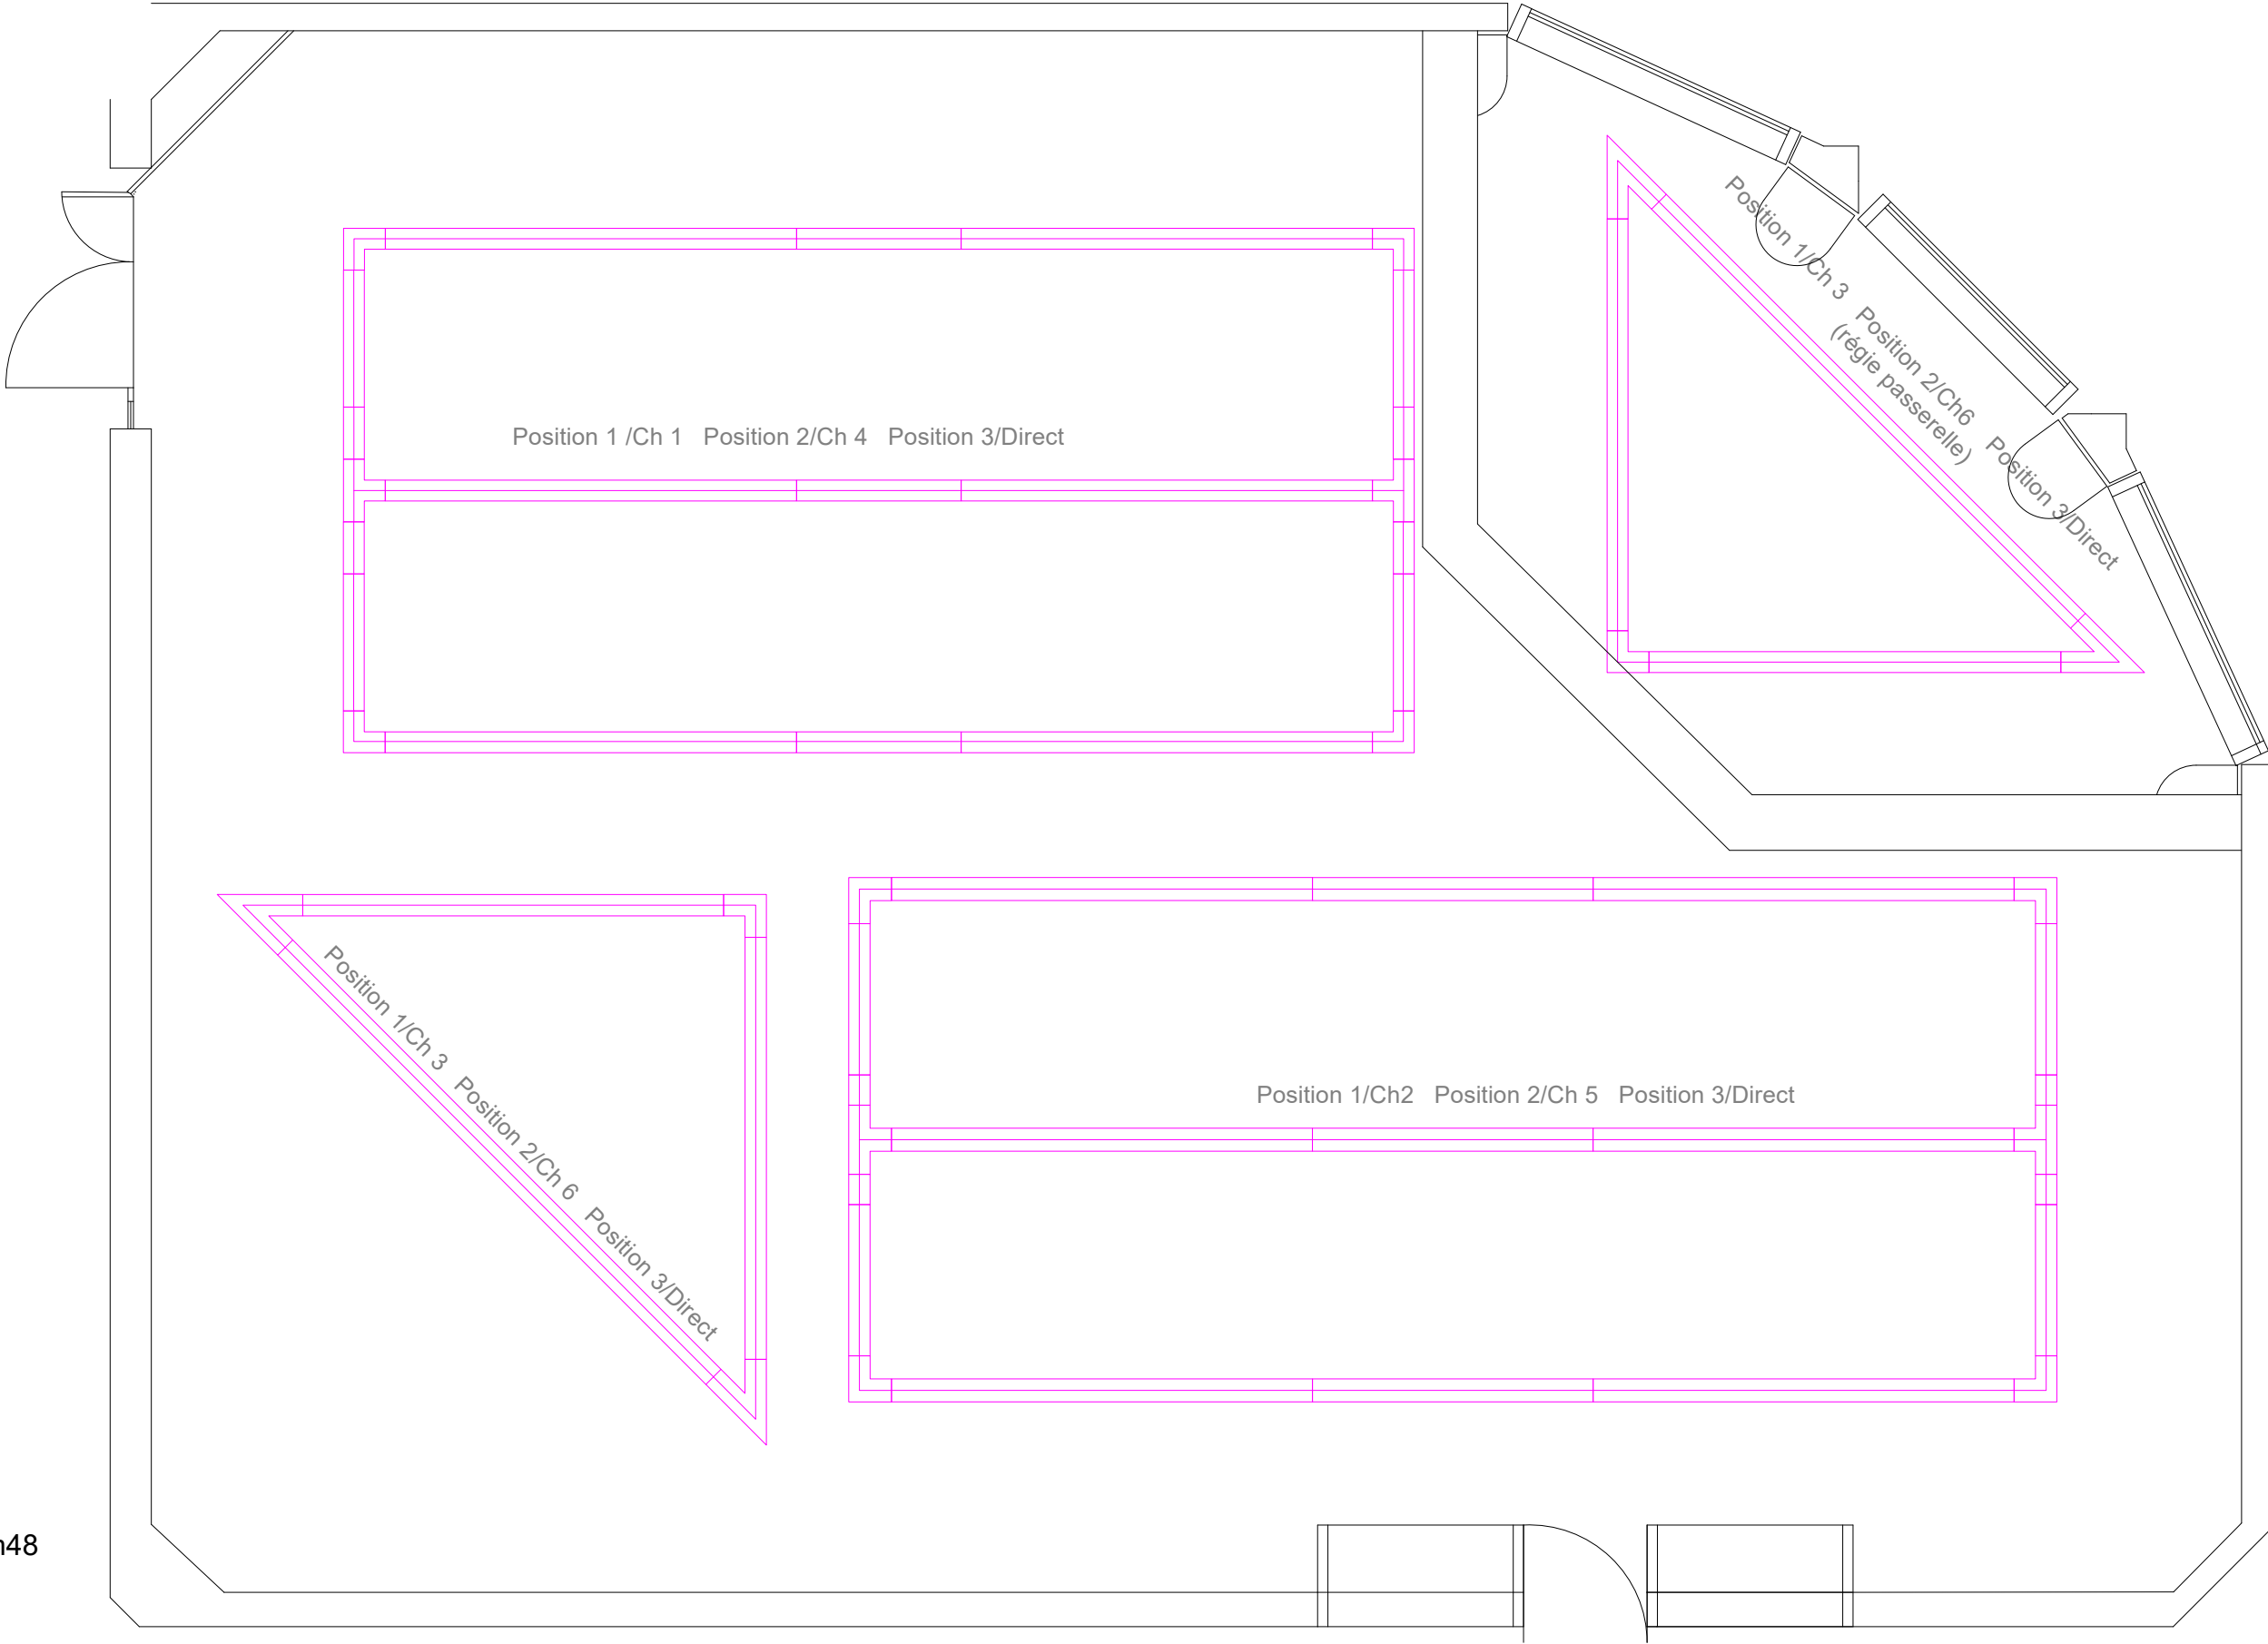 Position 1/Ch 3   Position 2/Ch6   Position 3/Direct
(régie passerelle)
Position 1 /Ch 1   Position 2/Ch 4   Position 3/Direct
Position 1/Ch 3   Position 2/Ch 6   Position 3/Direct
Position 1/Ch2   Position 2/Ch 5   Position 3/Direct